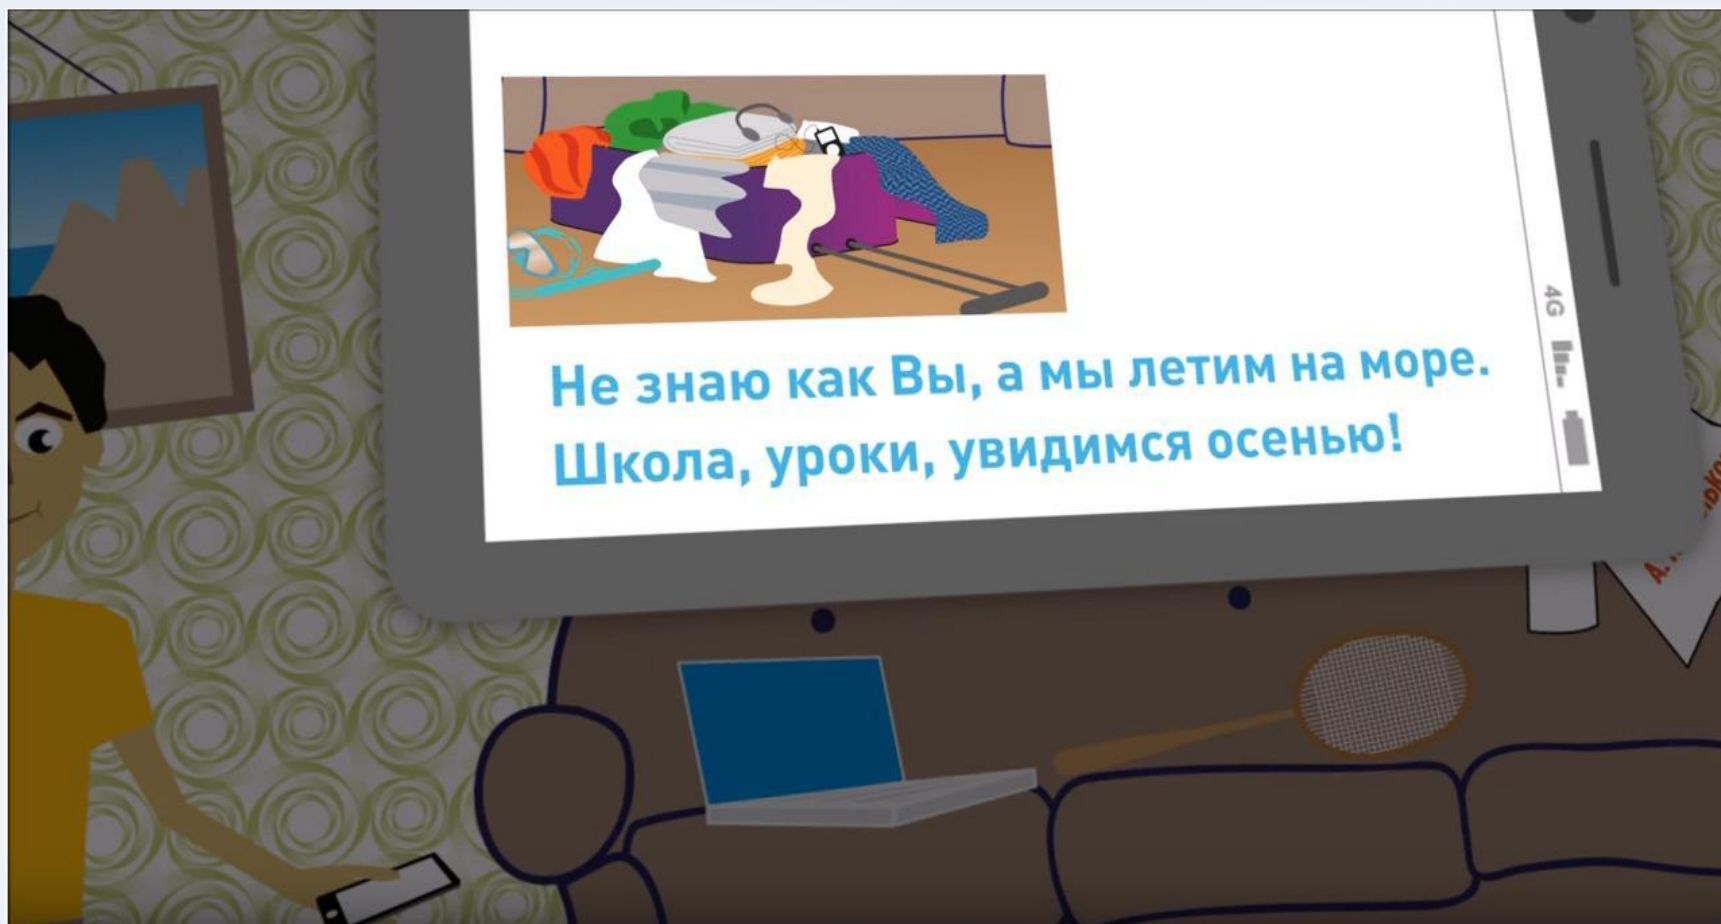 Не знаю как Вы, а мы летим на море.
Школа, уроки, увидимся осенью!
4G
А.